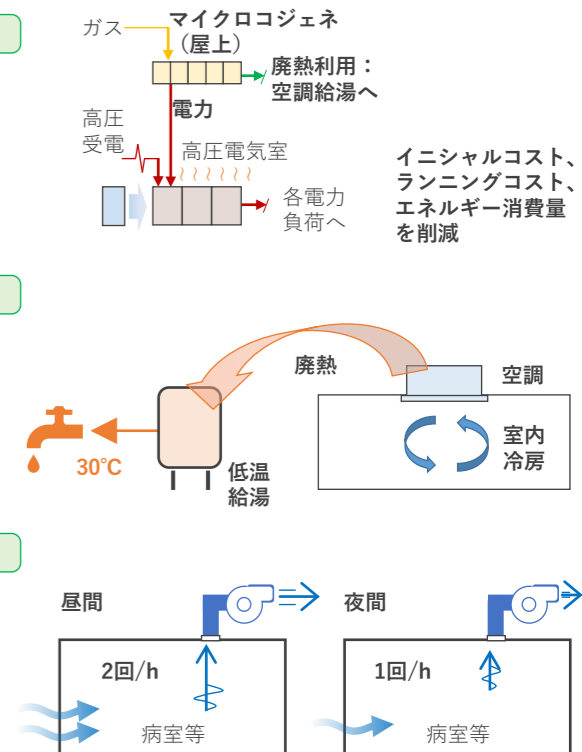 ガス
マイクロコジェネ
（屋上）
廃熱利用：
空調給湯へ
電力
高圧
受電
高圧電気室
各電力
負荷へ
イニシャルコスト、
ランニングコスト、
エネルギー消費量
を削減
廃熱
空調
室内
冷房
30℃
低温
給湯
昼間
2回/h
病室等
夜間
1回/h
病室等